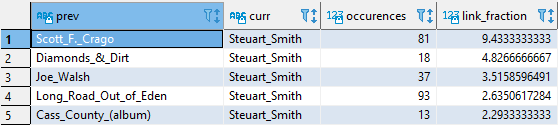 prev curr occurences link_fraction
1 Scott_F._Crago Steuart_Smith 81 9.4333333333
2 Diamonds_&_Dirt Steuart_Smith 18 4.8266666667
3 Joe_Walsh Steuart_Smith 37 3.5158596491
4 Long_Road_Out_of_Eden Steuart_Smith 93 2.6350617284
5 Cass_County_(album) Steuart_Smith 13 2.2933333333